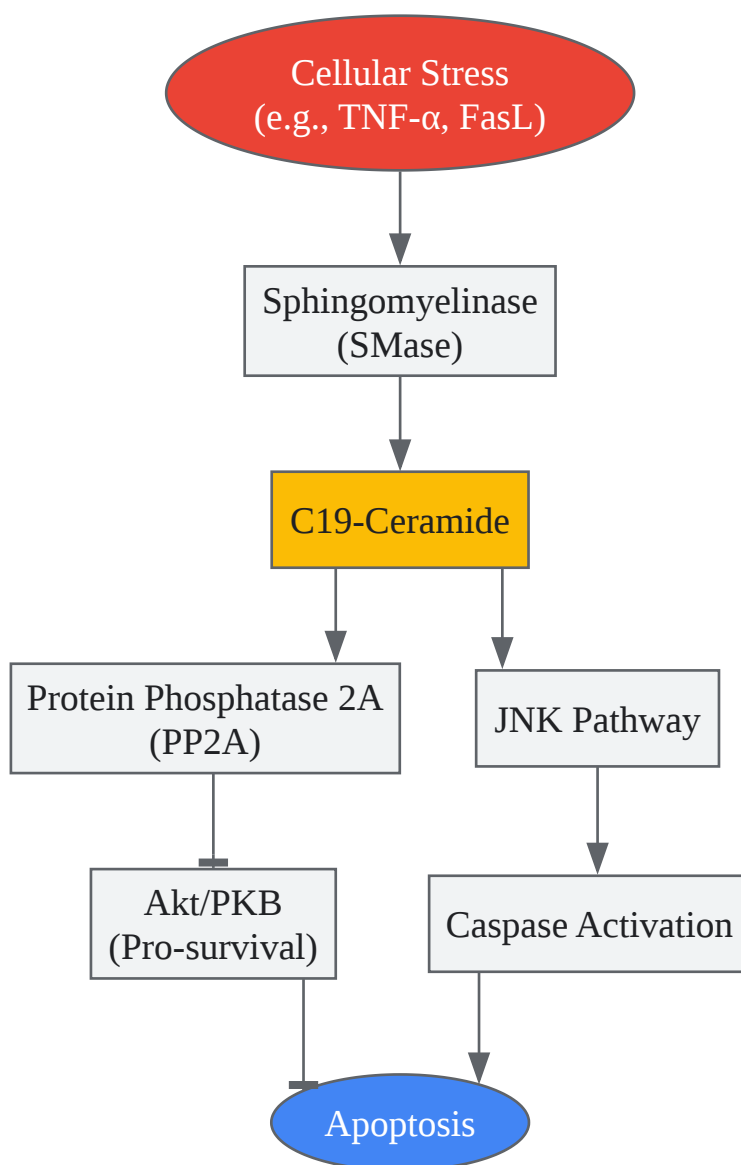 Cellular Stress
(e.g., TNF-α, FasL)
Sphingomyelinase
(SMase)
C19-Ceramide
Protein Phosphatase 2A
(PP2A)
JNK Pathway
Akt/PKB
(Pro-survival)
Caspase Activation
Apoptosis